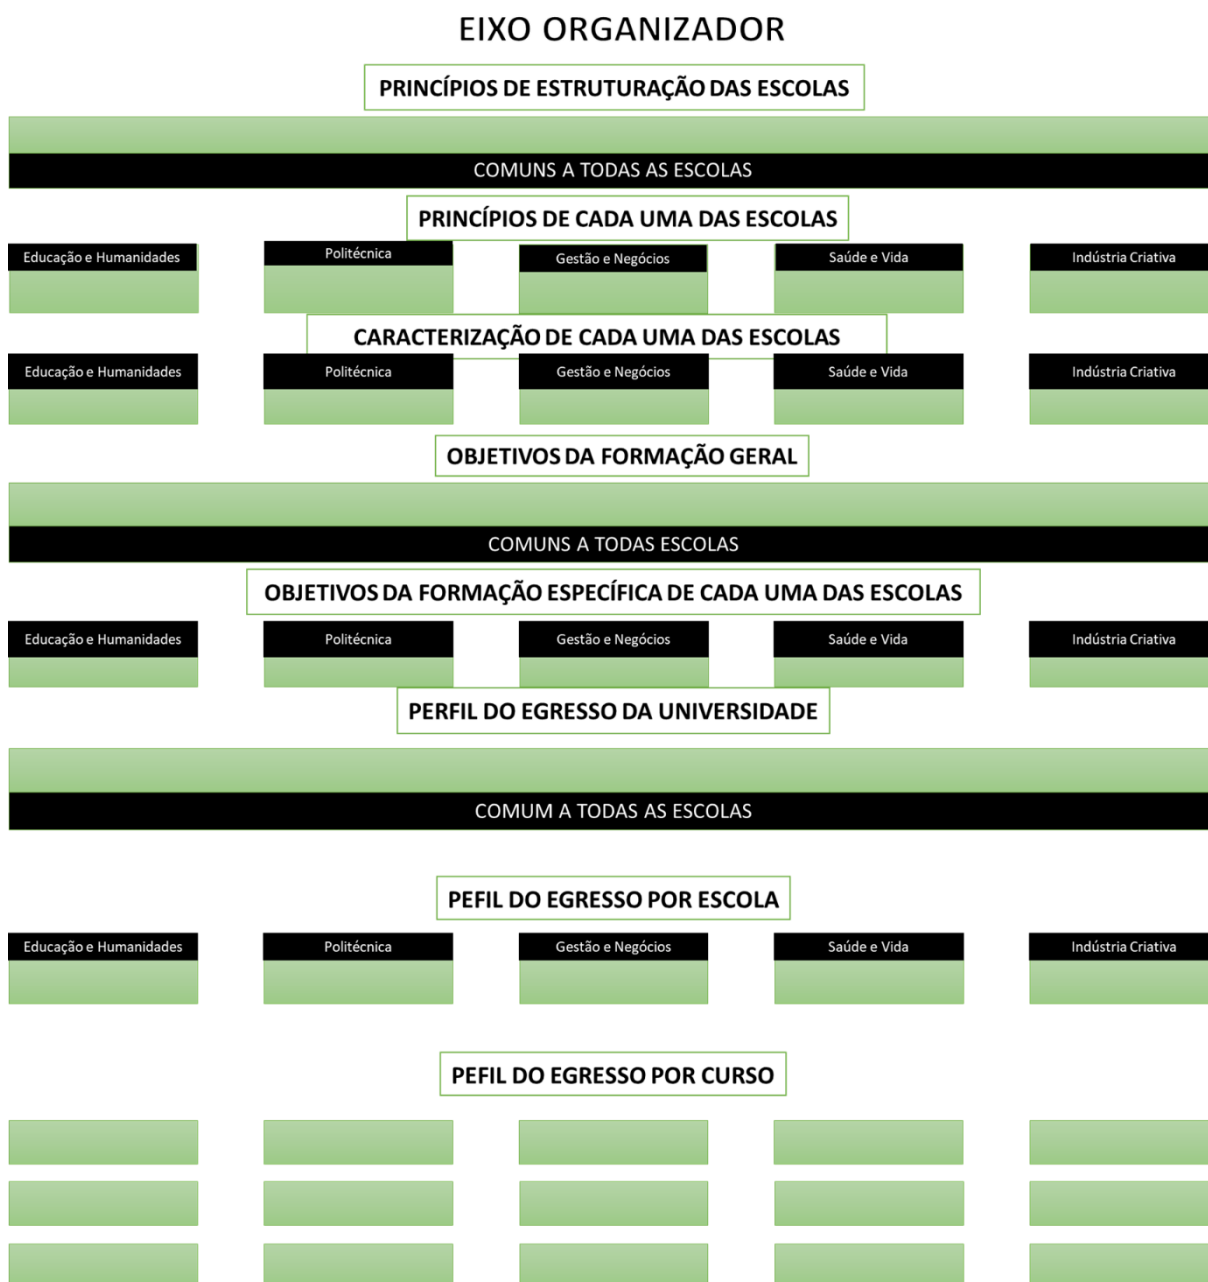 EIXO ORGANIZADOR
PRINCÍPIOS DE ESTRUTURAÇÃO DAS ESCOLAS
COMUNS A TODAS AS ESCOLAS
PRINCÍPIOS DE CADA UMA DAS ESCOLAS
Educação e Humanidades
Politécnica
Gestão e Negócios
Saúde e Vida
Indústria Criativa
CARACTERIZAÇÃO DE CADA UMA DAS ESCOLAS
Educação e Humanidades
Politécnica
Gestão e Negócios
Saúde e Vida
Indústria Criativa
OBJETIVOS DA FORMAÇÃO GERAL
COMUNS A TODAS ESCOLAS
OBJETIVOS DA FORMAÇÃO ESPECÍFICA DE CADA UMA DAS ESCOLAS
Educação e Humanidades
Politécnica
Gestão e Negócios
Saúde e Vida
Indústria Criativa
PERFIL DO EGRESSO DA UNIVERSIDADE
COMUM A TODAS AS ESCOLAS
PEFIL DO EGRESSO POR ESCOLA
Educação e Humanidades
Politécnica
Gestão e Negócios
Saúde e Vida
Indústria Criativa
PEFIL DO EGRESSO POR CURSO